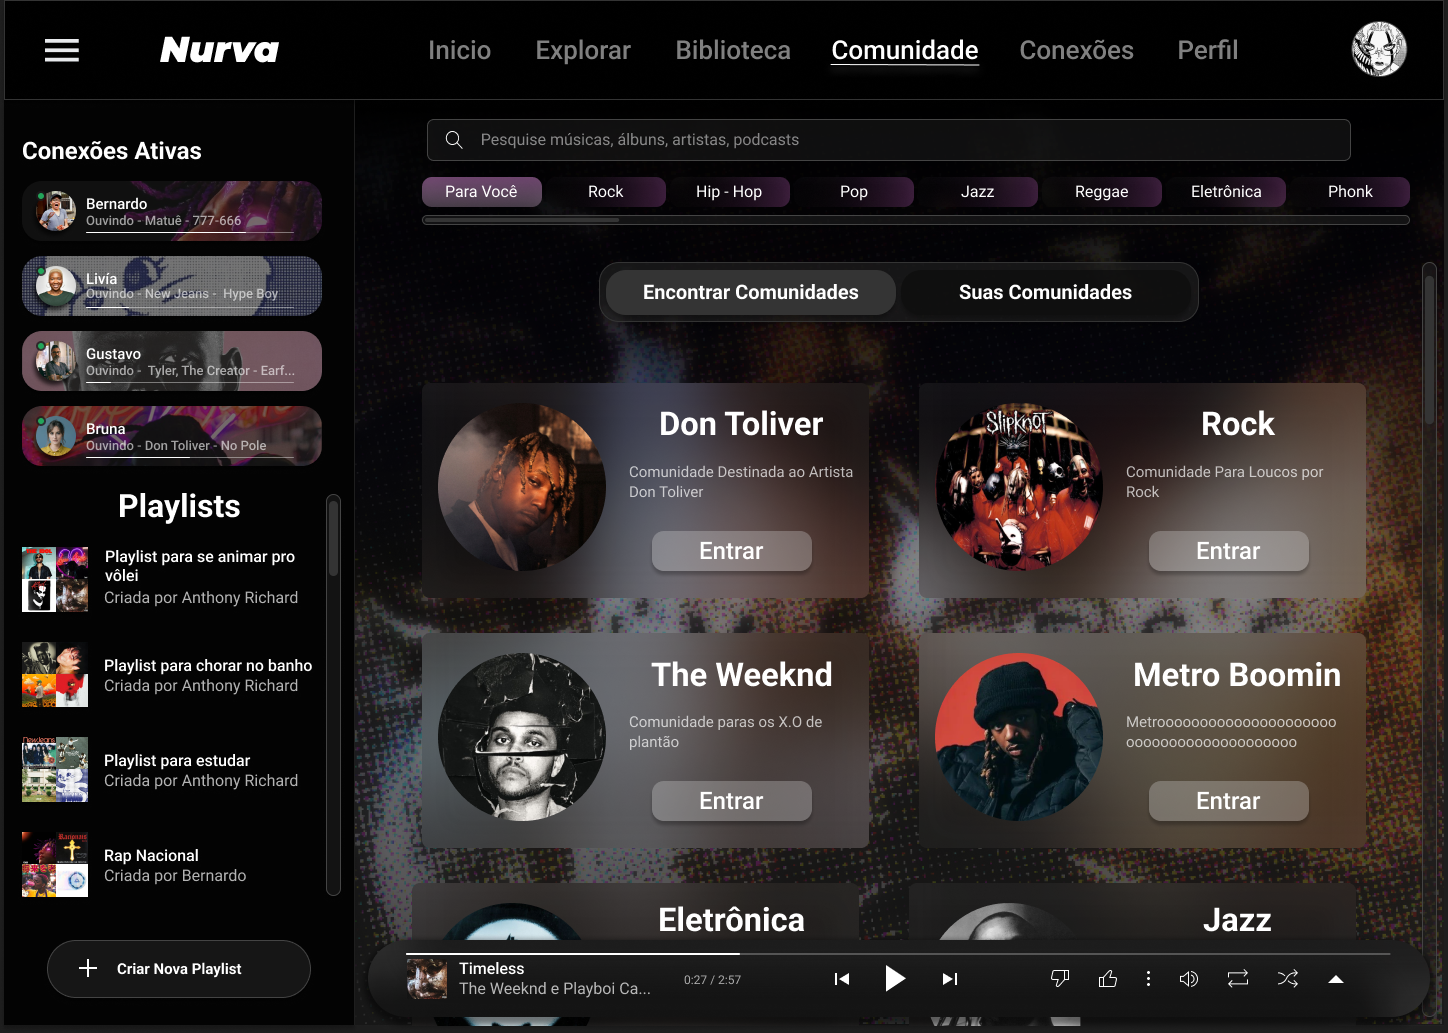 Nurva
Inicio
Explorar
Biblioteca
Comunidade
Conexões
Perfil
Conexões Ativas
Bernardo
Ouvindo - Matuê - 777-666
Livía
Ouvindo - New Jeans - Hype Boy
Gustavo
Ouvindo - Tyler, The Creator - Earf...
Bruna
Ouvindo - Don Toliver - No Pole
Playlists
Playlist para se animar pro
vôlei
Criada por Anthony Richard
Playlist para chorar no banho
Criada por Anthony Richard
Playlist para estudar
Criada por Anthony Richard
Rap Nacional
Criada por Bernardo
Criar Nova Playlist
Pesquise músicas, álbuns, artistas, podcasts
Para Você
Rock
Hip - Hop
Pop
Jazz
Reggae
Eletrônica
Phonk
Encontrar Comunidades
Suas Comunidades
Don Toliver
Comunidade Destinada ao Artista
Don Toliver
Entrar
Slipknot
Rock
Comunidade Para Loucos por
Rock
Entrar
The Weeknd
Comunidade paras os X.O de
plantão
Entrar
Metro Boomin
Metrooooooooooooooooooooo
oooooooooooooooooooo
Entrar
Eletrônica
Jazz
Timeless
The Weeknd e Playboi Ca...
0:27 / 2:57